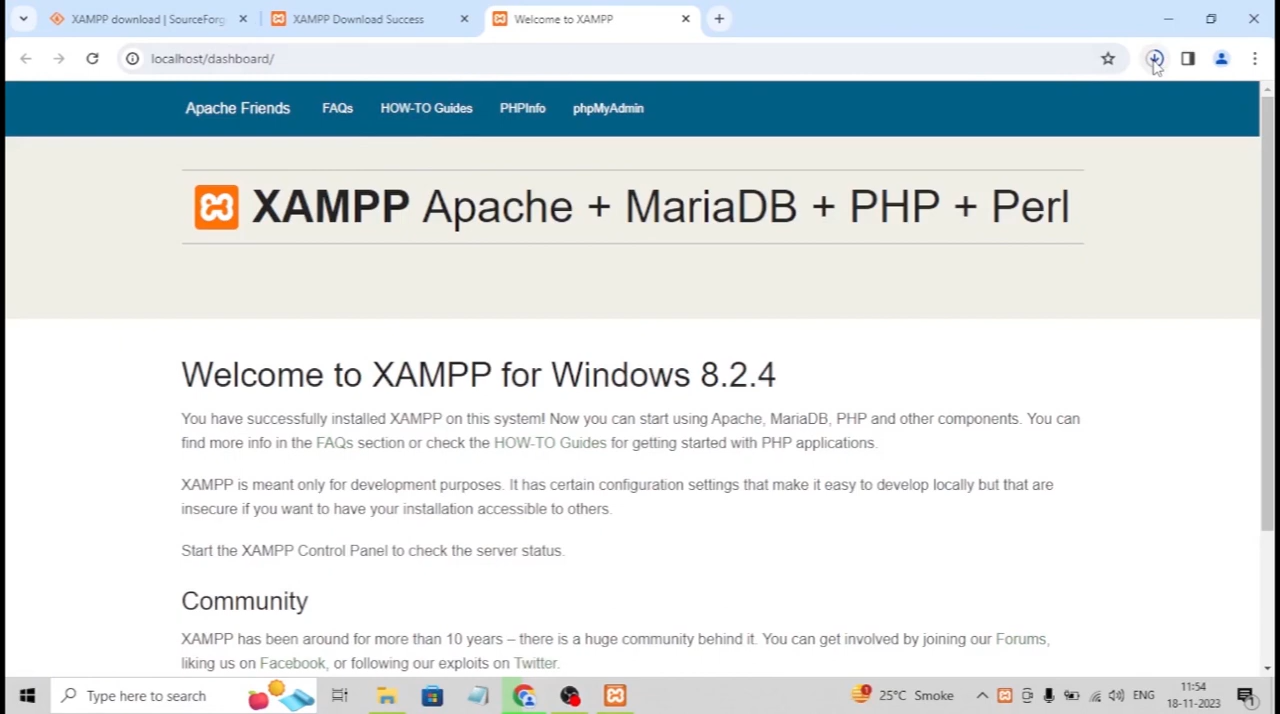 XAMPP download | SourceForg
XAMPP Download Success
Welcome to XAMPP
localhost/dashboard/
Apache Friends
FAQs
HOW-TO Guides
PHPInfo
phpMyAdmin
XAMPP Apache + MariaDB + PHP + Perl
Welcome to XAMPP for Windows 8.2.4
You have successfully installed XAMPP on this system! Now you can start using Apache, MariaDB, PHP and other components. You can
find more info in the FAQs section or check the HOW-TO Guides for getting started with PHP applications.
XAMPP is meant only for development purposes. It has certain configuration settings that make it easy to develop locally but that are
insecure if you want to have your installation accessible to others.
Start the XAMPP Control Panel to check the server status.
Community
XAMPP has been around for more than 10 years – there is a huge community behind it. You can get involved by joining our Forums,
liking us on Facebook, or following our exploits on Twitter.
Type here to search
25°C Smoke
ENG
11:54
18-11-2023
1